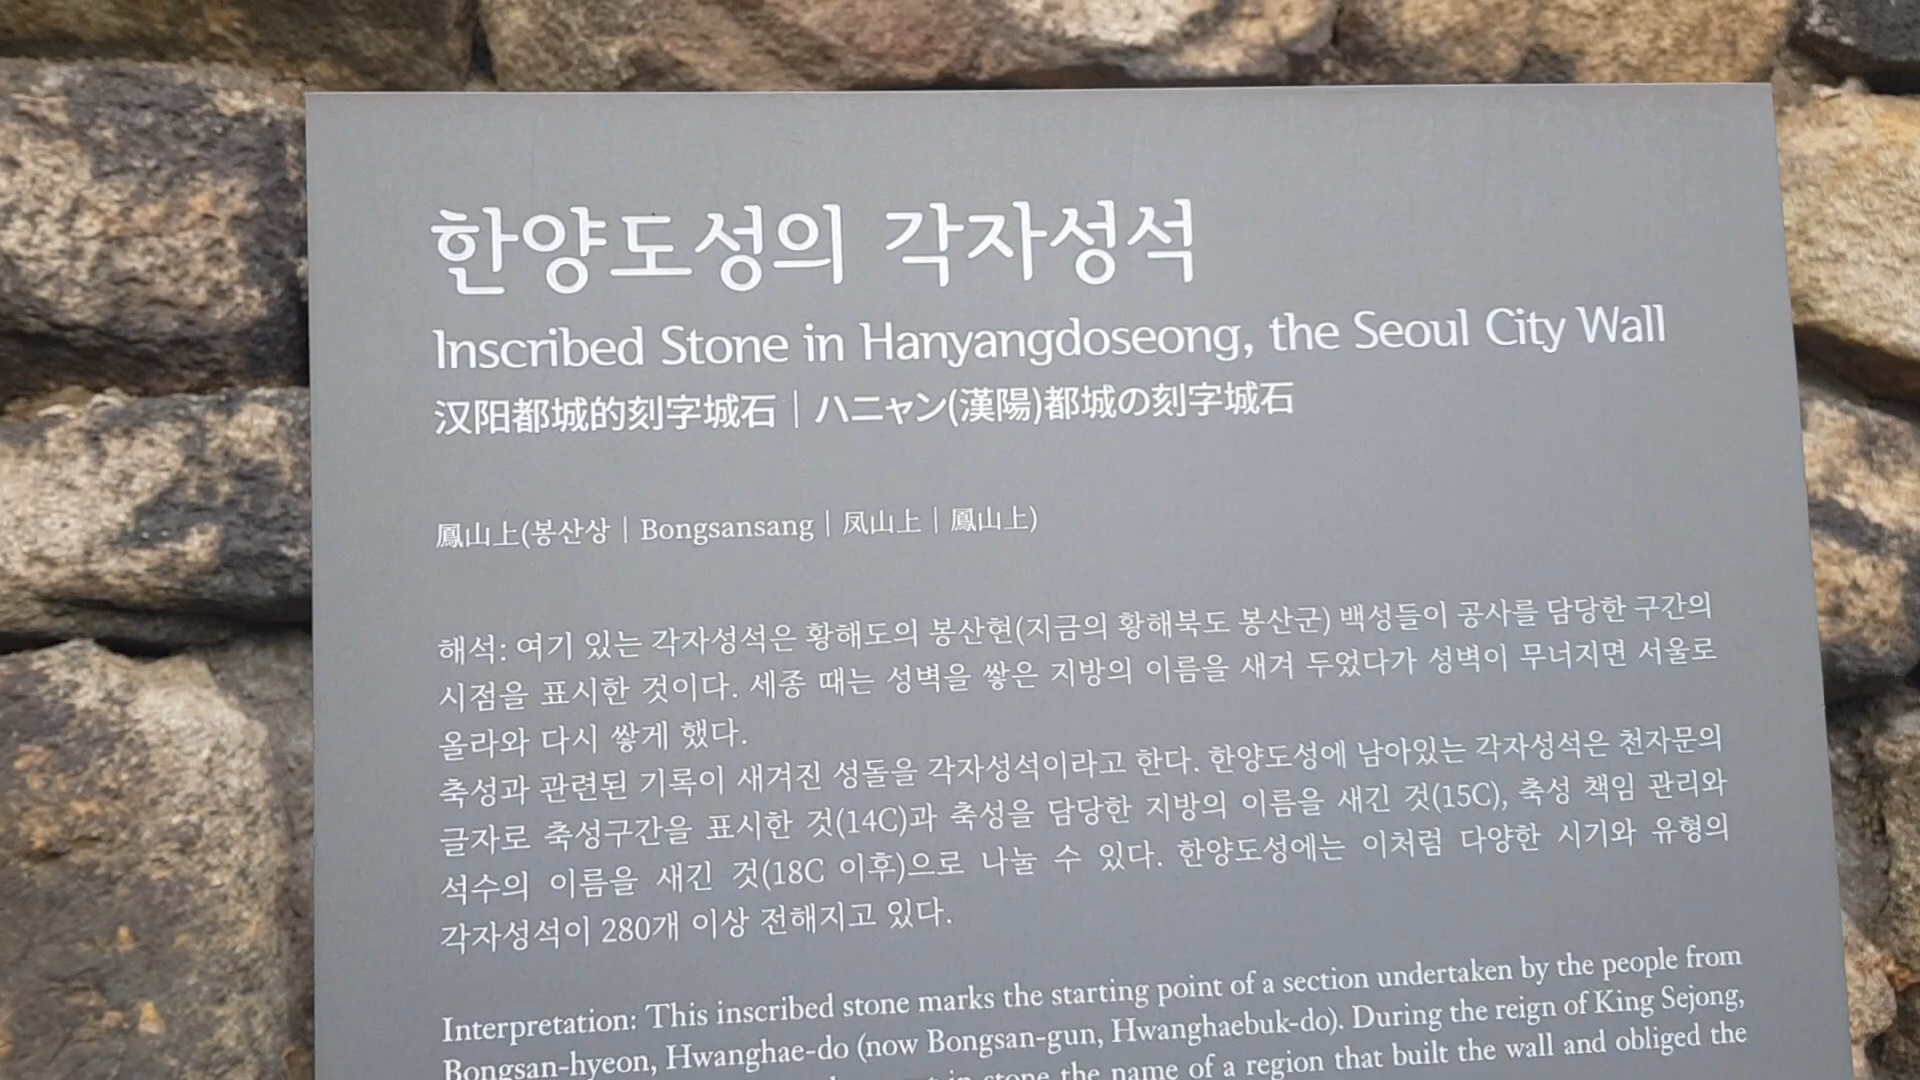 한양도성의 각자성석
Inscribed Stone in Hanyangdoseong, the Seoul City Wall
汉阳都城的刻字城石 | ハニャン(漢陽)都城の刻字城石
鳳山上(봉산상 | Bongsansang | 凤山上 | 鳳山上)
해석: 여기 있는 각자성석은 황해도의 봉산현(지금의 황해북도 봉산군) 백성들이 공사를 담당한 구간의
시점을 표시한 것이다. 세종 때는 성벽을 쌓은 지방의 이름을 새겨 두었다가 성벽이 무너지면 서울로
올라와 다시 쌓게 했다.
축성과 관련된 기록이 새겨진 성돌을 각자성석이라고 한다. 한양도성에 남아있는 각자성석은 천자문의
글자로 축성구간을 표시한 것(14C)과 축성을 담당한 지방의 이름을 새긴 것(15C), 축성 책임 관리와
석수의 이름을 새긴 것(18C 이후)으로 나눌 수 있다. 한양도성에는 이처럼 다양한 시기와 유형의
각자성석이 280개 이상 전해지고 있다.
Interpretation: This inscribed stone marks the starting point of a section undertaken by the people from
Bongsan-hyeon, Hwanghae-do (now Bongsan-gun, Hwanghaebuk-do). During the reign of King Sejong,
in stone the name of a region that built the wall and obliged the